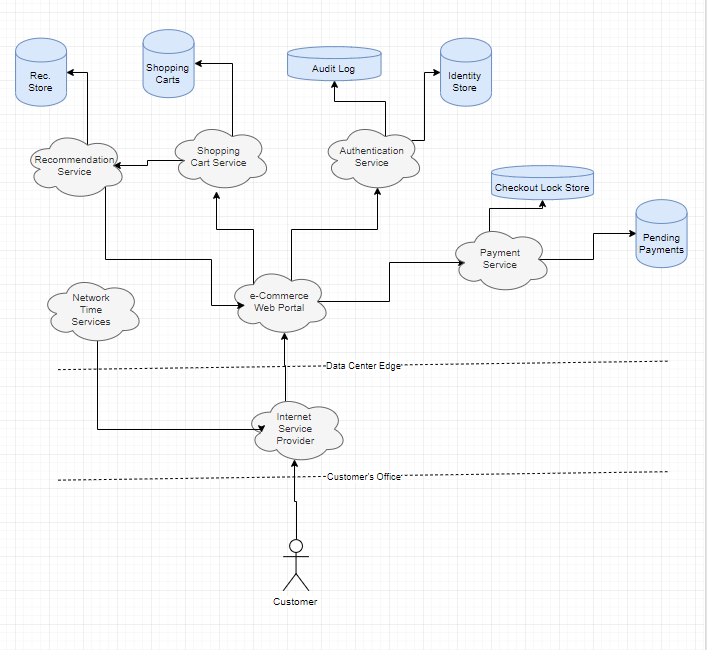 Rec.
Store
Shopping
Carts
Audit Log
Identity
Store
Recommendation
Service
Shopping
Cart Service
Authentication
Service
Checkout Lock Store
Payment
Service
Pending
Payments
Network
Time
Services
e-Commerce
Web Portal
Data Center Edge
Internet
Service
Provider
Customer's Office
Customer